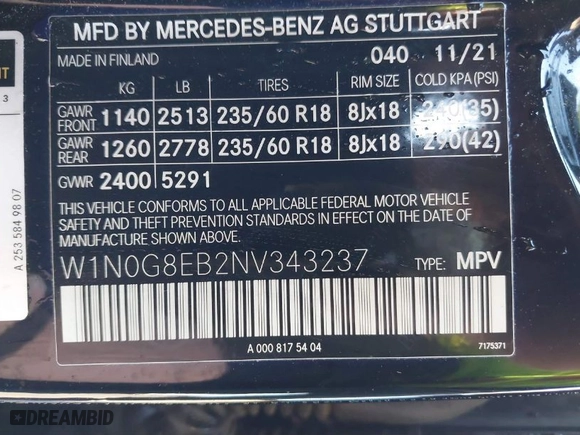 MFD BY MERCEDES-BENZ AG STUTTGART
MADE IN FINLAND 040 11/21
KG LB TIRES RIM SIZE COLD KPA(PSI)
GAWR FRONT 1140 2513 235/60 R18 8Jx18 240(35)
GAWR REAR 1260 2778 235/60 R18 8Jx18 290(42)
GVWR 2400 5291
THIS VEHICLE CONFORMS TO ALL APPLICABLE FEDERAL MOTOR VEHICLE
SAFETY AND THEFT PREVENTION STANDARDS IN EFFECT ON THE DATE OF
MANUFACTURE SHOWN ABOVE.
W1N0G8EB2NV343237 TYPE: MPV
A 000 817 54 04 7175371
A 253 584 98 07
3
DREAMBID